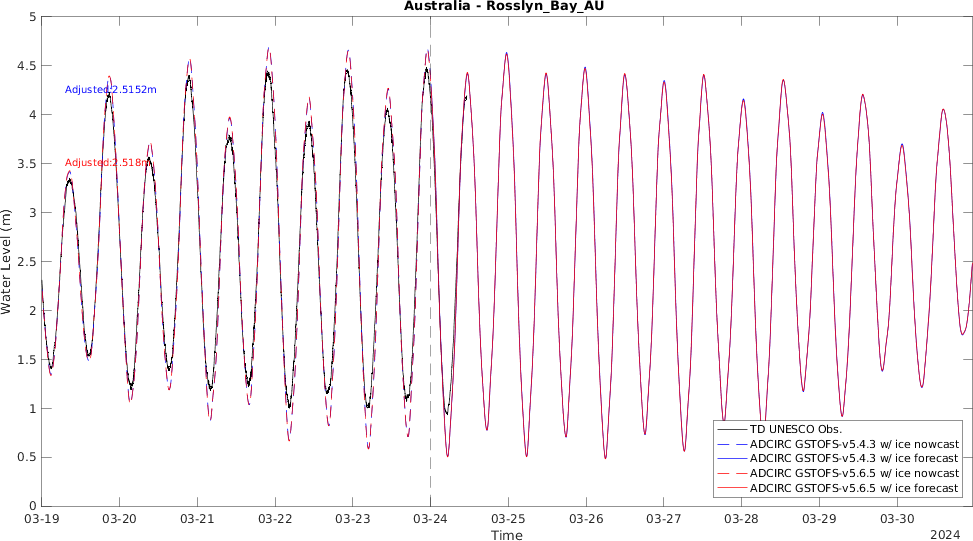 Australia - Rosslyn_Bay_AU
5
4.5
4
3.5
3
2.5
2
1.5
1
0.5
0
Water Level (m)
Adjusted:2.5152m
Adjusted:2.518m
TD UNESCO Obs.
ADCIRC GSTOFS-v5.4.3 w/ ice nowcast
ADCIRC GSTOFS-v5.4.3 w/ ice forecast
ADCIRC GSTOFS-v5.6.5 w/ ice nowcast
ADCIRC GSTOFS-v5.6.5 w/ ice forecast
03-19 03-20 03-21 03-22 03-23 03-24 03-25 03-26 03-27 03-28 03-29 03-30
Time
2024